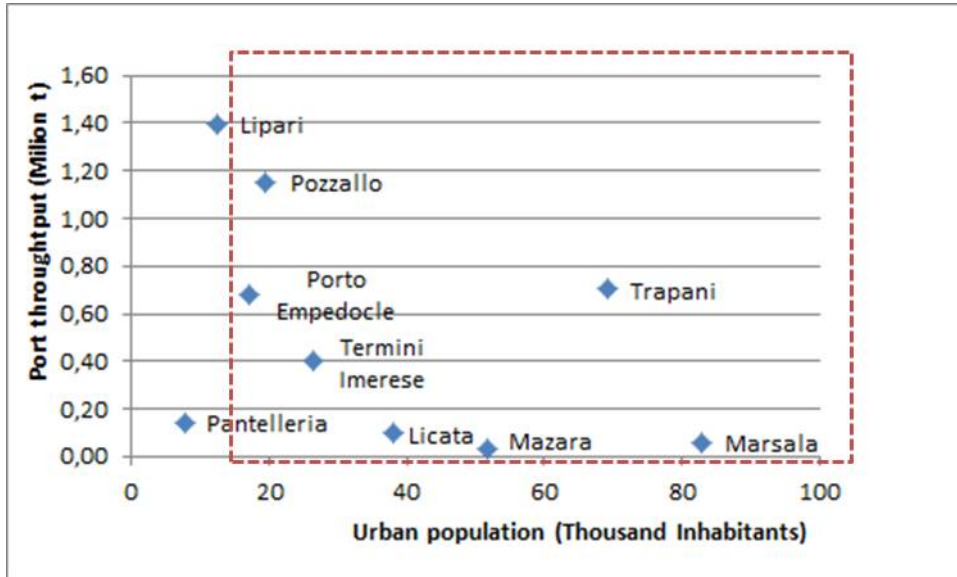 Port throughtput (Milion t)
1,60
1,40
1,20
1,00
0,80
0,60
0,40
0,20
0,00
Lipari
Pozzallo
Porto
Empedocle
Trapani
Termini
Imerese
Pantelleria
Licata
Mazara
Marsala
0 20 40 60 80 100
Urban population (Thousand Inhabitants)